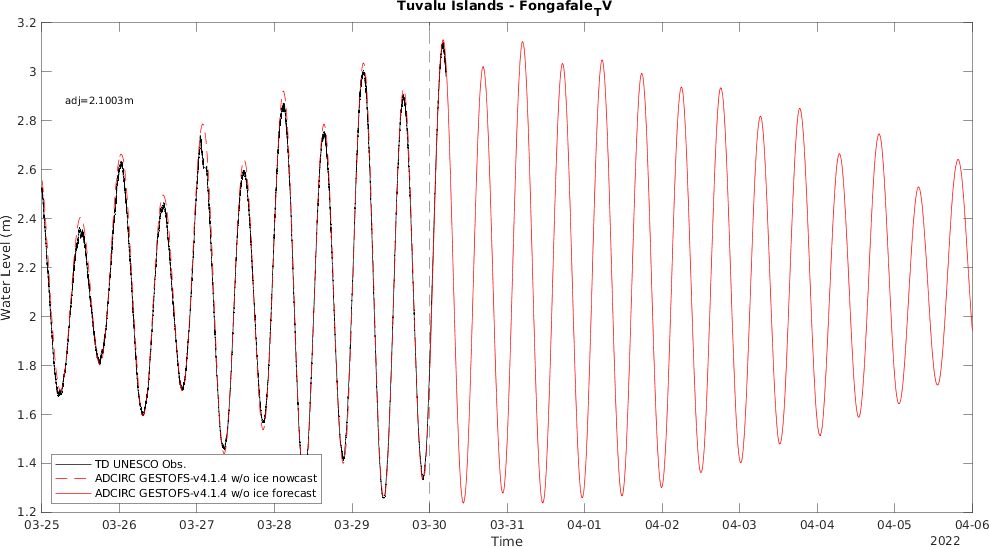 Tuvalu Islands - Fongafale_TV
adj=2.1003m
Water Level (m)
3.2
3
2.8
2.6
2.4
2.2
2
1.8
1.6
1.4
1.2
TD UNESCO Obs.
ADCIRC GESTOFS-v4.1.4 w/o ice nowcast
ADCIRC GESTOFS-v4.1.4 w/o ice forecast
03-25 03-26 03-27 03-28 03-29 03-30 03-31 04-01 04-02 04-03 04-04 04-05 04-06
Time
2022